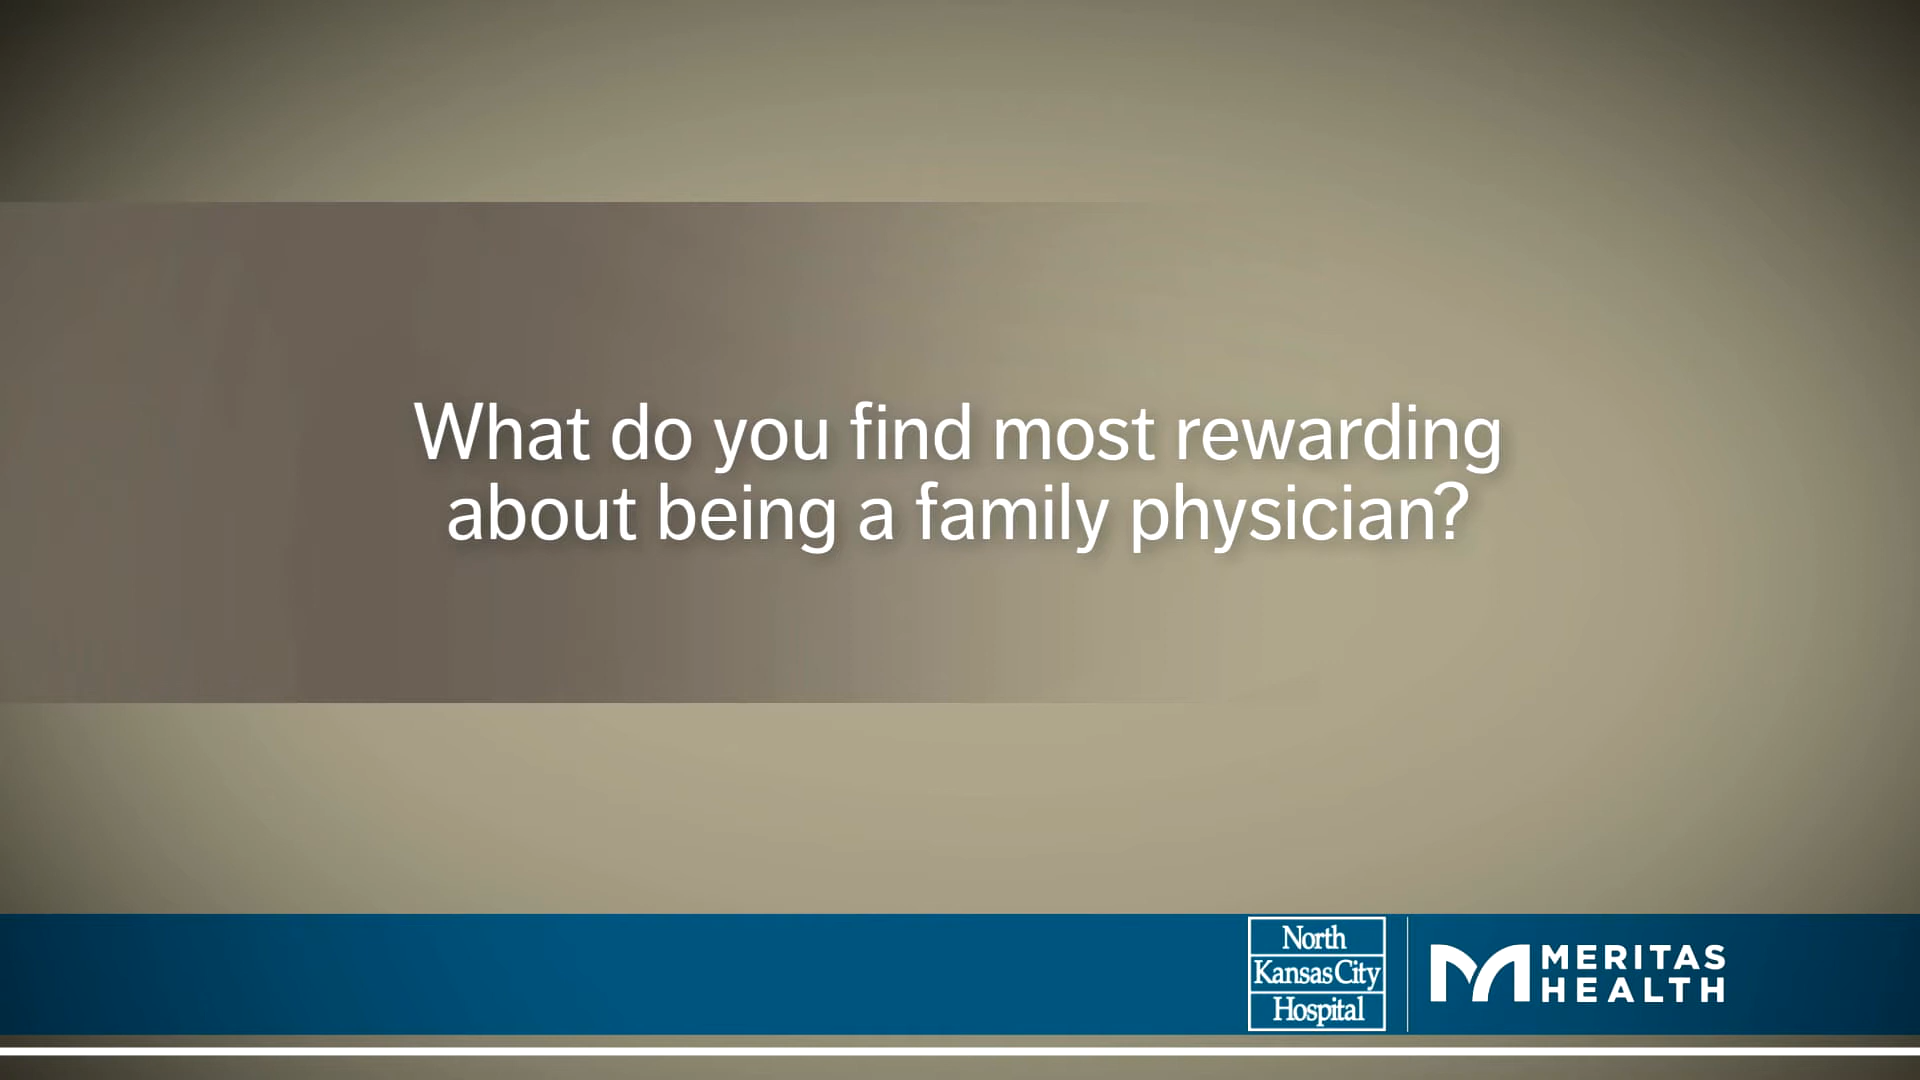 What do you find most rewarding
about being a family physician?
North
Kansas City
Hospital
MERITAS
HEALTH